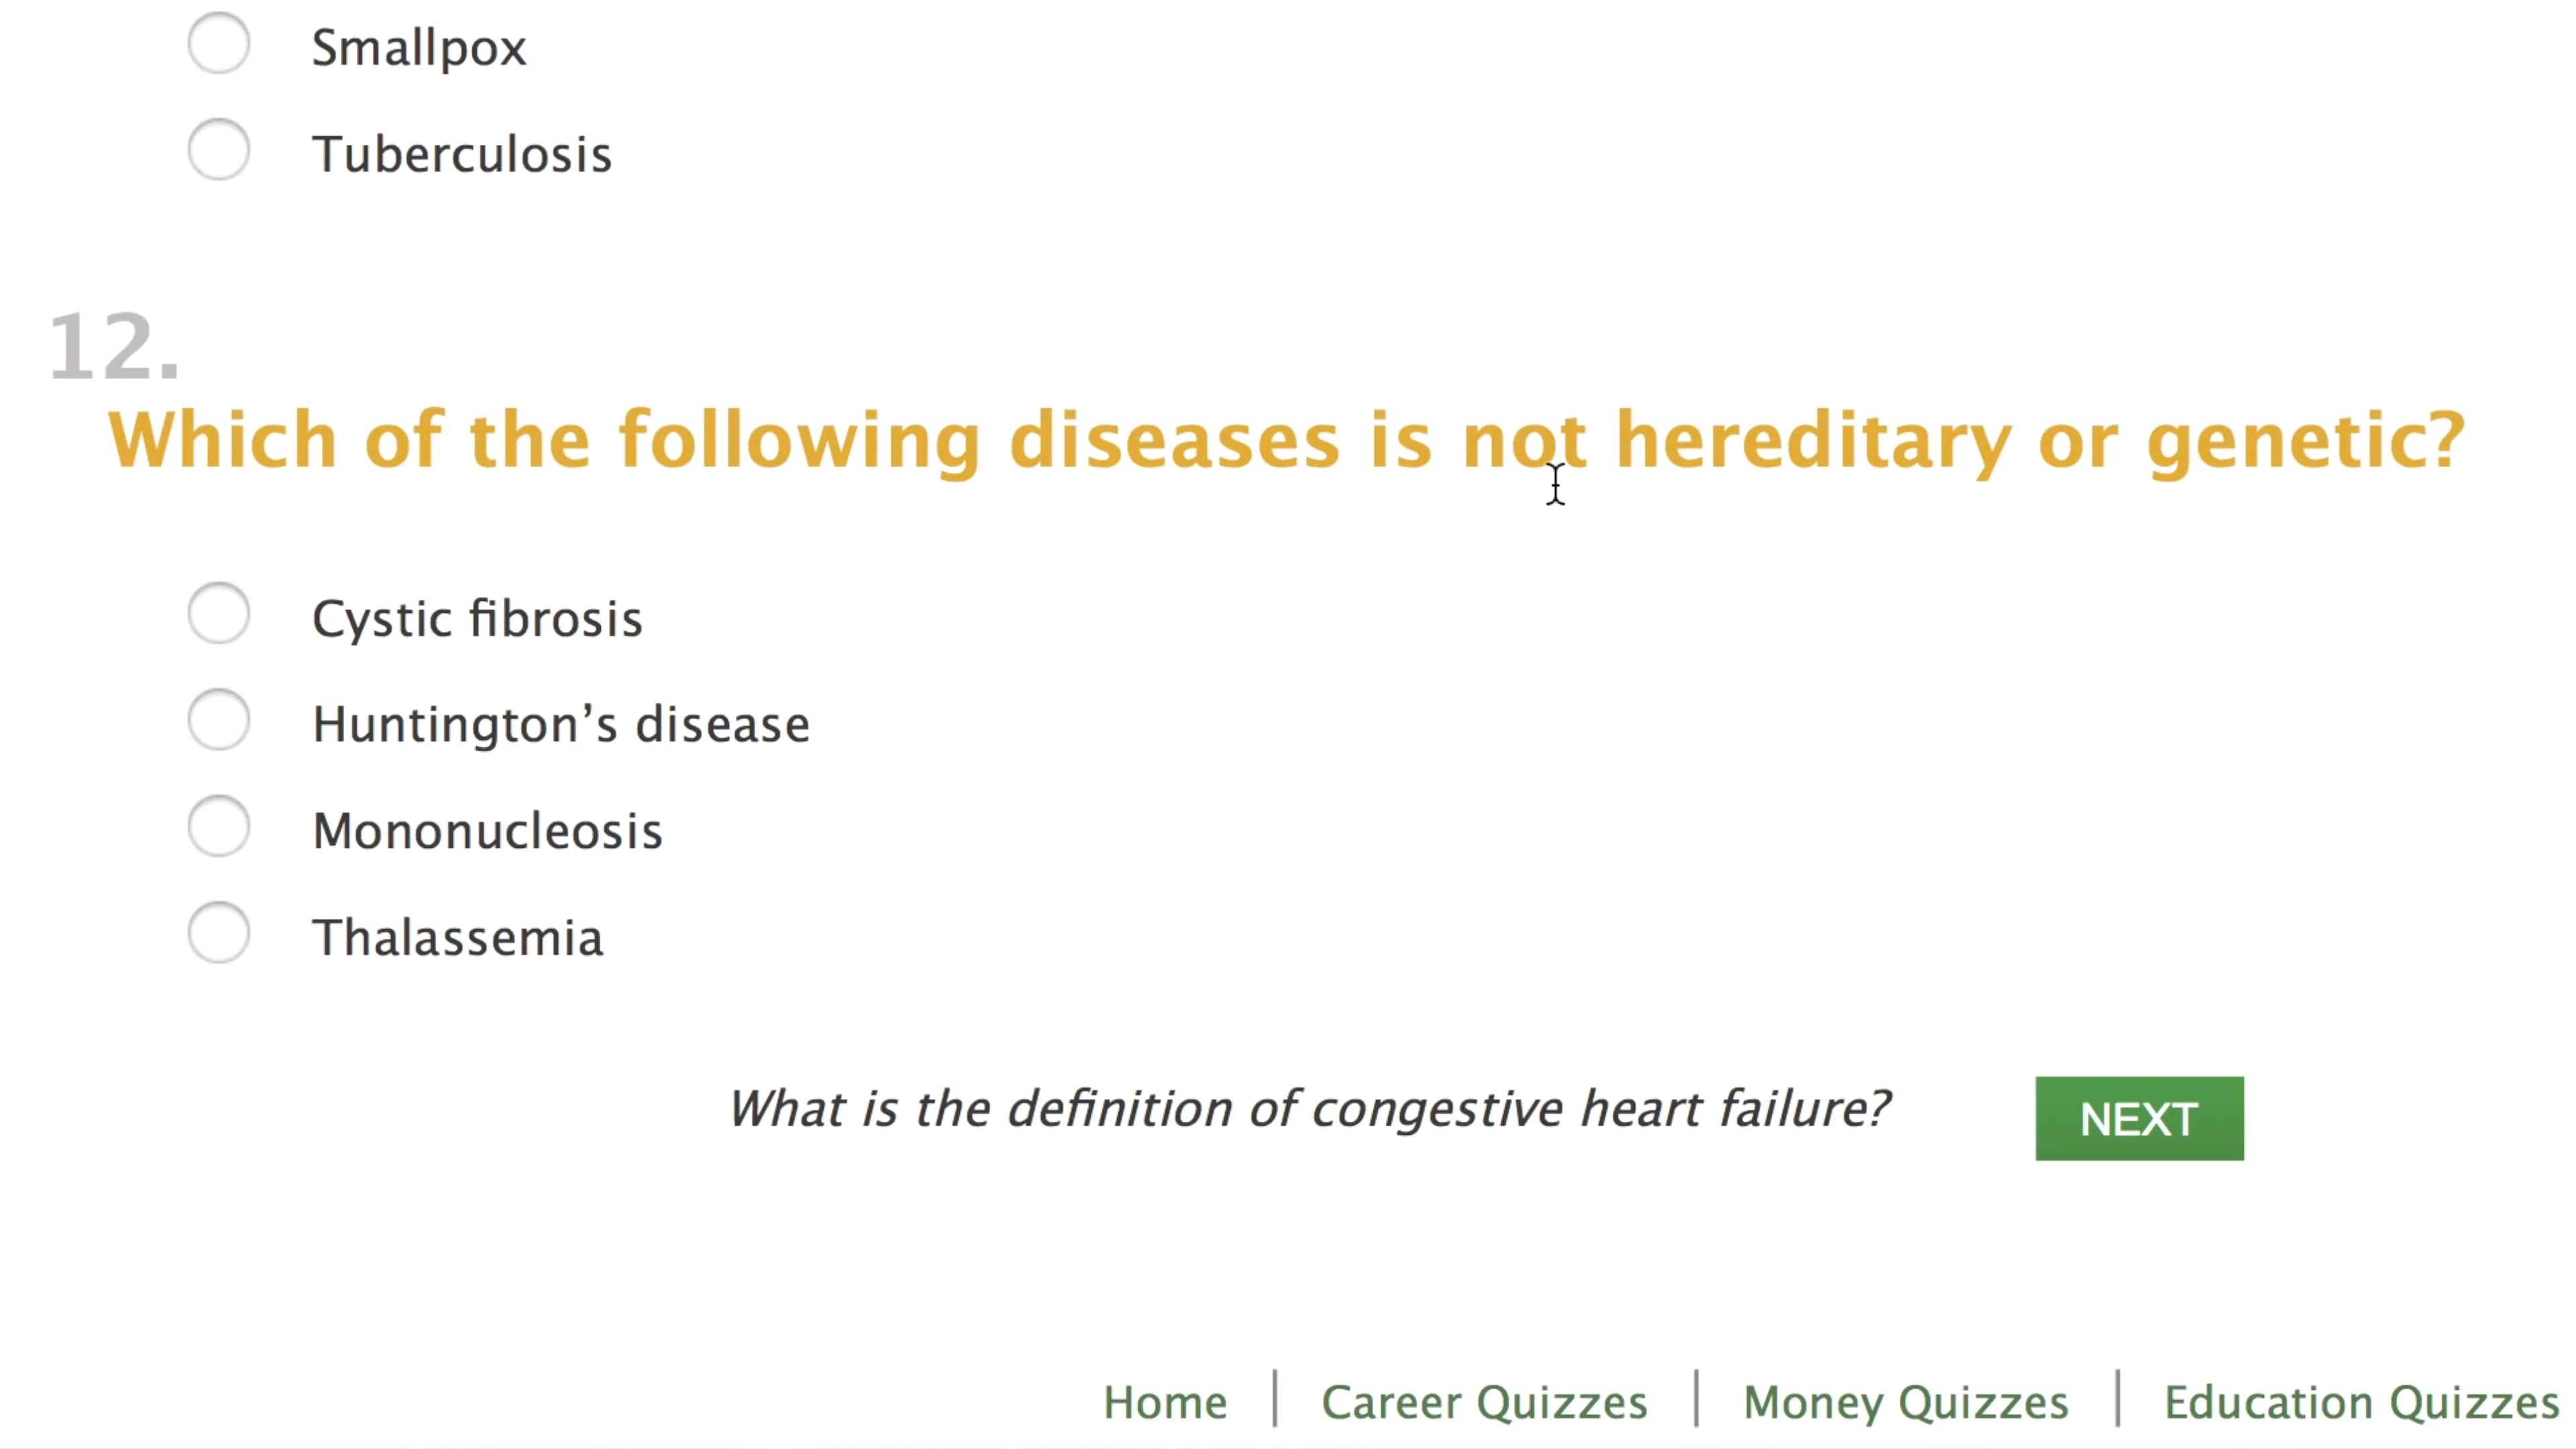 Smallpox
Tuberculosis
12.
Which of the following diseases is not hereditary or genetic?
Cystic fibrosis
Huntington’s disease
Mononucleosis
Thalassemia
What is the definition of congestive heart failure?
NEXT
Home | Career Quizzes | Money Quizzes | Education Quizzes